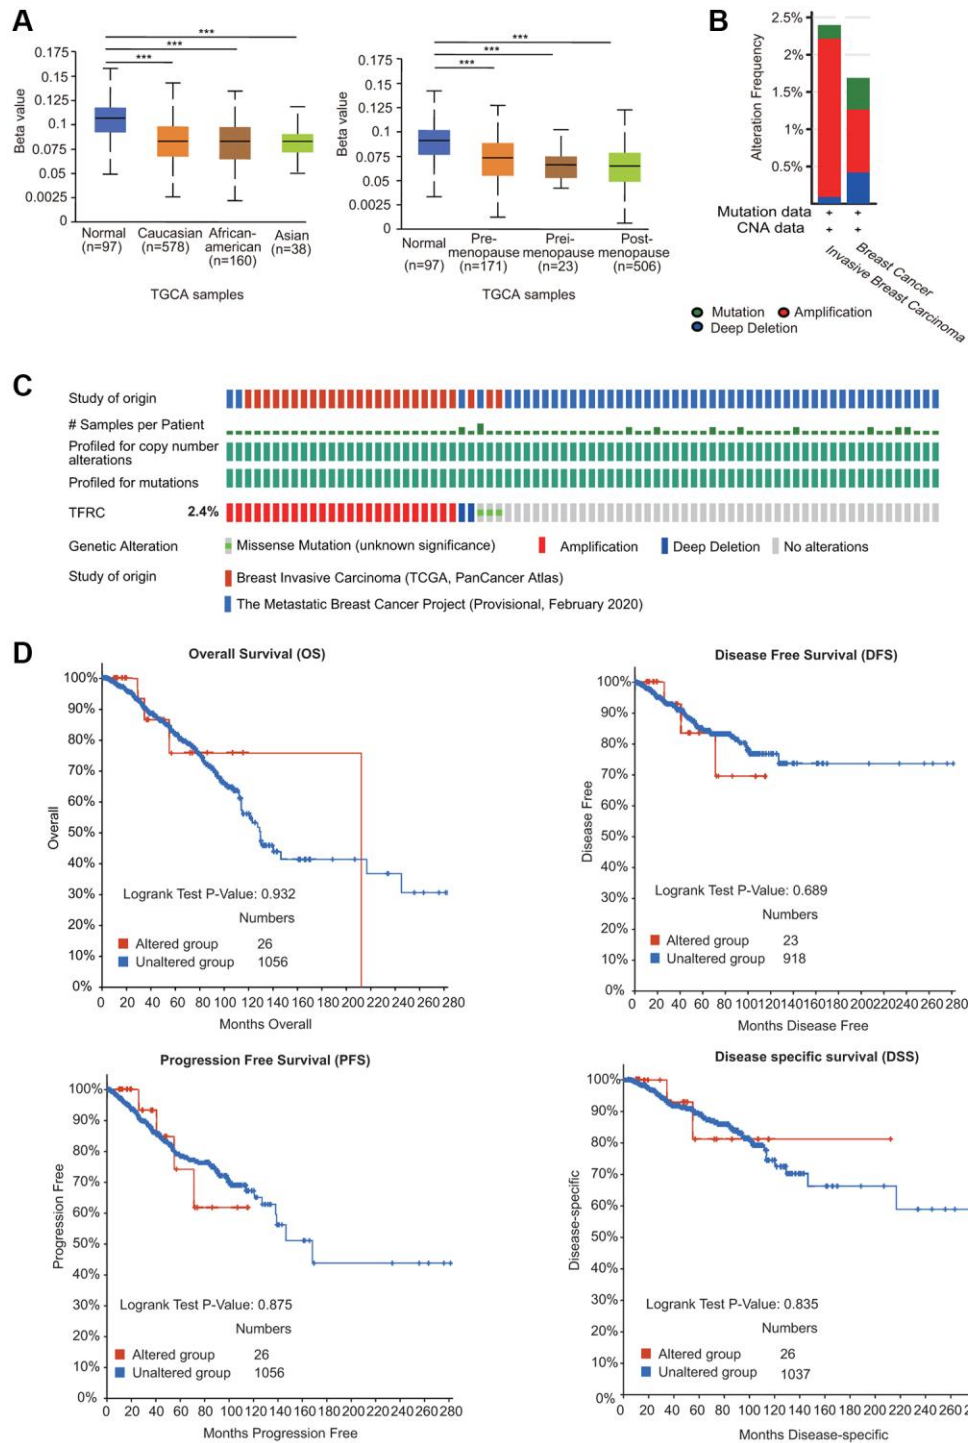 A
***
***
***
0.175
0.15
0.125
0.1
0.075
0.05
0.0025
0
Beta value
Normal
(n=97)
Caucasian
(n=578)
African-
american
(n=160)
Asian
(n=38)
TGCA samples
***
***
***
0.175
0.15
0.125
0.1
0.075
0.05
0.0025
0
Beta value
Normal
(n=97)
Pre-
menopause
(n=171)
Prei-
menopause
(n=23)
Post-
menopause
(n=506)
TGCA samples
B
2.5%
2%
1.5%
1%
0.5%
Alteration Frequency
Mutation data + +
CNA data + +
Invasive Breast Carcinoma
Breast Cancer
Mutation
Amplification
Deep Deletion
C
Study of origin
# Samples per Patient
Profiled for copy number
alterations
Profiled for mutations
TFRC 2.4%
Genetic Alteration
Missense Mutation (unknown significance)
Amplification
Deep Deletion
No alterations
Study of origin
Breast Invasive Carcinoma (TCGA, PanCancer Atlas)
The Metastatic Breast Cancer Project (Provisional, February 2020)
D
Overall Survival (OS)
100%
90%
80%
70%
60%
50%
40%
30%
20%
10%
0%
Overall
Logrank Test P-Value: 0.932
Numbers
Altered group 26
Unaltered group 1056
0 20 40 60 80 100 120 140 160 180 200 220 240 260 280
Months Overall
Disease Free Survival (DFS)
100%
90%
80%
70%
60%
50%
40%
30%
20%
10%
0%
Disease Free
Logrank Test P-Value: 0.689
Numbers
Altered group 23
Unaltered group 918
0 20 40 60 80 100 120 140 160 180 200 220 240 260 280
Months Disease Free
Progression Free Survival (PFS)
100%
90%
80%
70%
60%
50%
40%
30%
20%
10%
0%
Progression Free
Logrank Test P-Value: 0.875
Numbers
Altered group 26
Unaltered group 1056
0 20 40 60 80 100 120 140 160 180 200 220 240 260 280
Months Progression Free
Disease specific survival (DSS)
100%
90%
80%
70%
60%
50%
40%
30%
20%
10%
0%
Disease-specific
Logrank Test P-Value: 0.835
Numbers
Altered group 26
Unaltered group 1037
0 20 40 60 80 100 120 140 160 180 200 220 240 260 2
Months Disease-specific